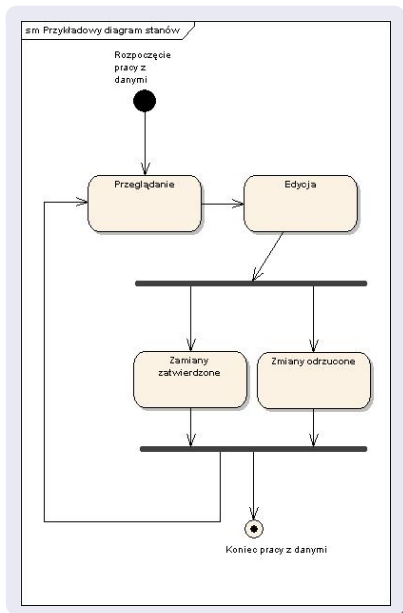 sm Przykładowy diagram stanów
Rozpoczęcie
pracy z
danymi
Przeglądanie
Edycja
Zamiany
zatwierdzone
Zmiany odrzucone
Koniec pracy z danymi